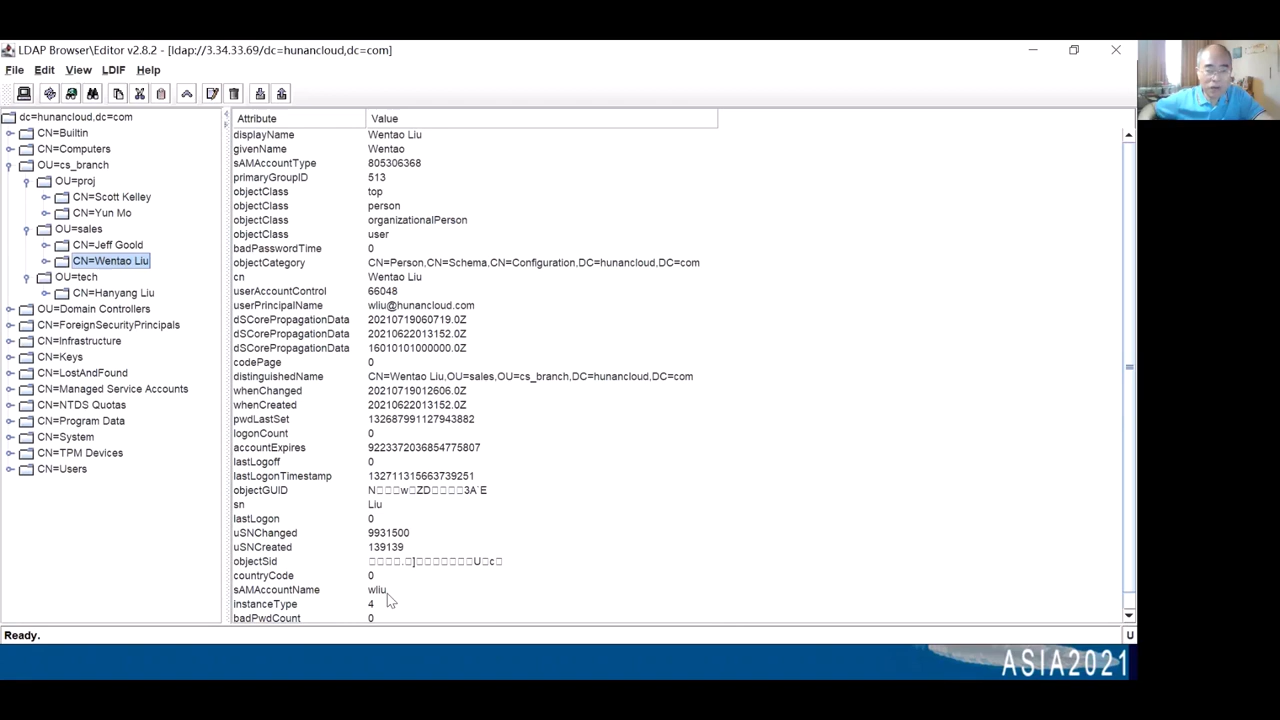 LDAP Browser\Editor v2.8.2 - [ldap://3.34.33.69/dc=hunancloud,dc=com]
File Edit View LDIF Help
dc=hunancloud,dc=com
CN=Builtin
CN=Computers
OU=cs_branch
OU=proj
CN=Scott Kelley
CN=Yun Mo
OU=sales
CN=Jeff Goold
CN=Wentao Liu
OU=tech
CN=Hanyang Liu
OU=Domain Controllers
CN=ForeignSecurityPrincipals
CN=Infrastructure
CN=Keys
CN=LostAndFound
CN=Managed Service Accounts
CN=NTDS Quotas
CN=Program Data
CN=System
CN=TPM Devices
CN=Users
Attribute Value
displayName Wentao Liu
givenName Wentao
sAMAccountType 805306368
primaryGroupID 513
objectClass top
objectClass person
objectClass organizationalPerson
objectClass user
badPasswordTime 0
objectCategory CN=Person,CN=Schema,CN=Configuration,DC=hunancloud,DC=com
cn Wentao Liu
userAccountControl 66048
userPrincipalName wliu@hunancloud.com
dSCorePropagationData 20210719060719.0Z
dSCorePropagationData 20210622013152.0Z
dSCorePropagationData 16010101000000.0Z
codePage 0
distinguishedName CN=Wentao Liu,OU=sales,OU=cs_branch,DC=hunancloud,DC=com
whenChanged 20210719012606.0Z
whenCreated 20210622013152.0Z
pwdLastSet 132687991127943882
logonCount 0
accountExpires 9223372036854775807
lastLogoff 0
lastLogonTimestamp 132711315663739251
objectGUID N□□□w□ZD□□□□3A`E
sn Liu
lastLogon 0
uSNChanged 9931500
uSNCreated 139139
objectSid □□□□.□]□□□□□□□U□c□
countryCode 0
sAMAccountName wliu
instanceType 4
badPwdCount 0
Ready. U
ASIA2021